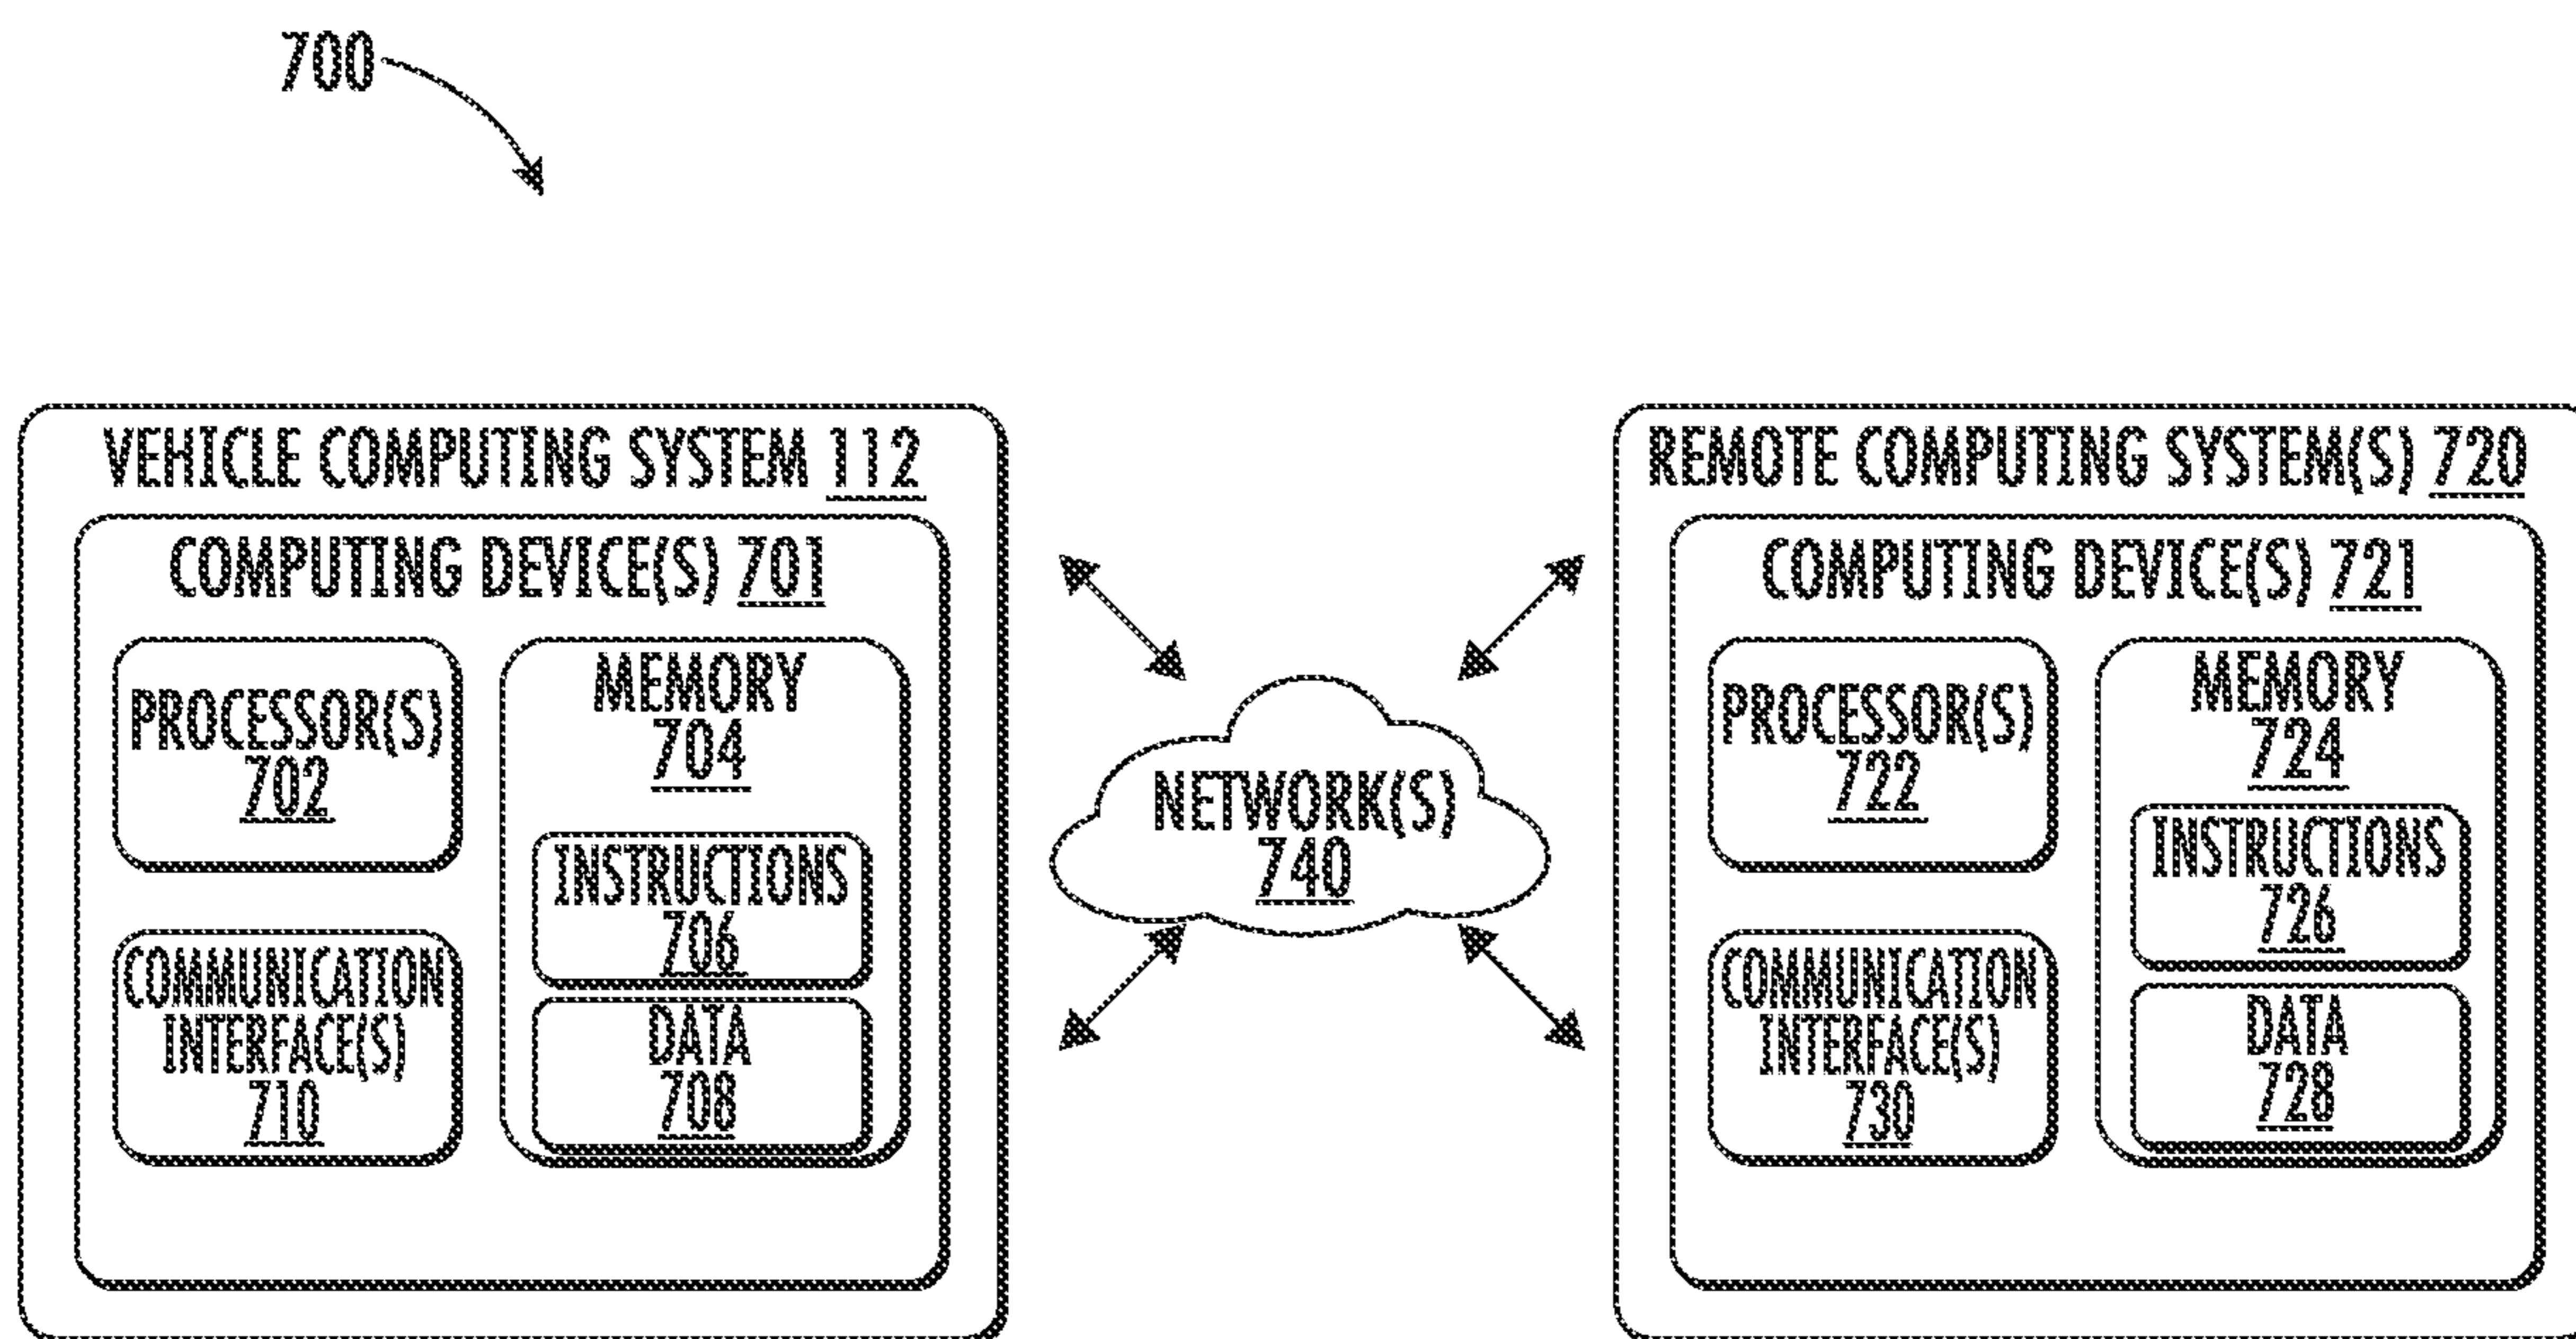 700
VEHICLE COMPUTING SYSTEM 112
COMPUTING DEVICE(S) 701
PROCESSOR(S)
702
MEMORY
704
INSTRUCTIONS
706
DATA
708
COMMUNICATION
INTERFACE(S)
710
NETWORK(S)
740
REMOTE COMPUTING SYSTEM(S) 720
COMPUTING DEVICE(S) 721
PROCESSOR(S)
722
MEMORY
724
INSTRUCTIONS
726
DATA
728
COMMUNICATION
INTERFACE(S)
730